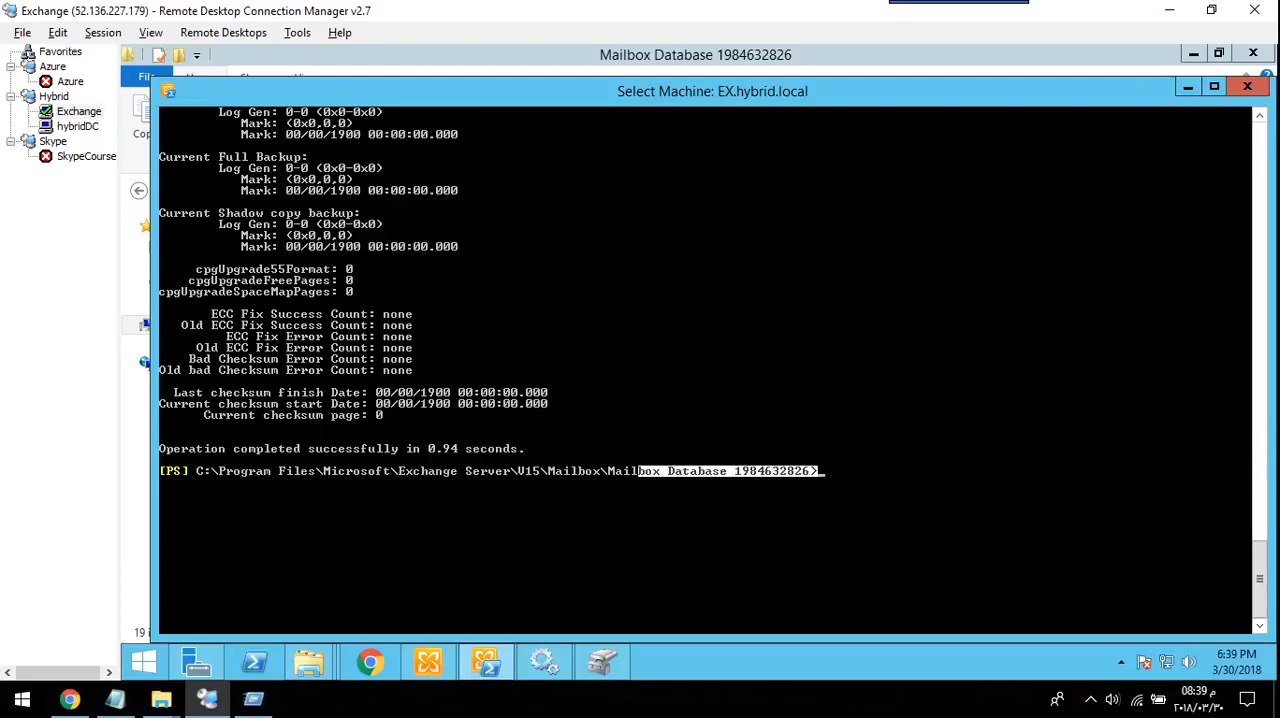 Exchange (52.136.227.179) - Remote Desktop Connection Manager v2.7
File Edit Session View Remote Desktops Tools Help
Favorites
Azure
Azure
Hybrid
Exchange
hybridDC
Skype
SkypeCourse
Mailbox Database 1984632826
Select Machine: EX.hybrid.local
Log Gen: 0-0 (0x0-0x0)
Mark: (0x0,0,0)
Mark: 00/00/1900 00:00:00.000
Current Full Backup:
Log Gen: 0-0 (0x0-0x0)
Mark: (0x0,0,0)
Mark: 00/00/1900 00:00:00.000
Current Shadow copy backup:
Log Gen: 0-0 (0x0-0x0)
Mark: (0x0,0,0)
Mark: 00/00/1900 00:00:00.000
cpgUpgrade55Format: 0
cpgUpgradeFreePages: 0
cpgUpgradeSpaceMapPages: 0
ECC Fix Success Count: none
Old ECC Fix Success Count: none
ECC Fix Error Count: none
Old ECC Fix Error Count: none
Bad Checksum Error Count: none
Old bad Checksum Error Count: none
Last checksum finish Date: 00/00/1900 00:00:00.000
Current checksum start Date: 00/00/1900 00:00:00.000
Current checksum page: 0
Operation completed successfully in 0.94 seconds.
[PS] C:\Program Files\Microsoft\Exchange Server\V15\Mailbox\Mailbox Database 1984632826>_
6:39 PM
3/30/2018
08:39 م
٢٠١٨/٠٣/٣٠